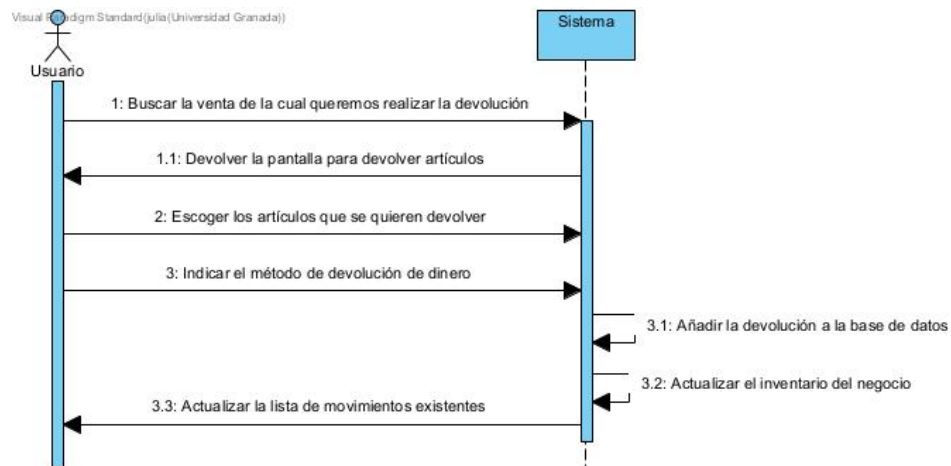 Visual Paradigm Standard(julia(Universidad Granada))
Sistema
Usuario
1: Buscar la venta de la cual queremos realizar la devolución
1.1: Devolver la pantalla para devolver artículos
2: Escoger los artículos que se quieren devolver
3: Indicar el método de devolución de dinero
3.1: Añadir la devolución a la base de datos
3.2: Actualizar el inventario del negocio
3.3: Actualizar la lista de movimientos existentes